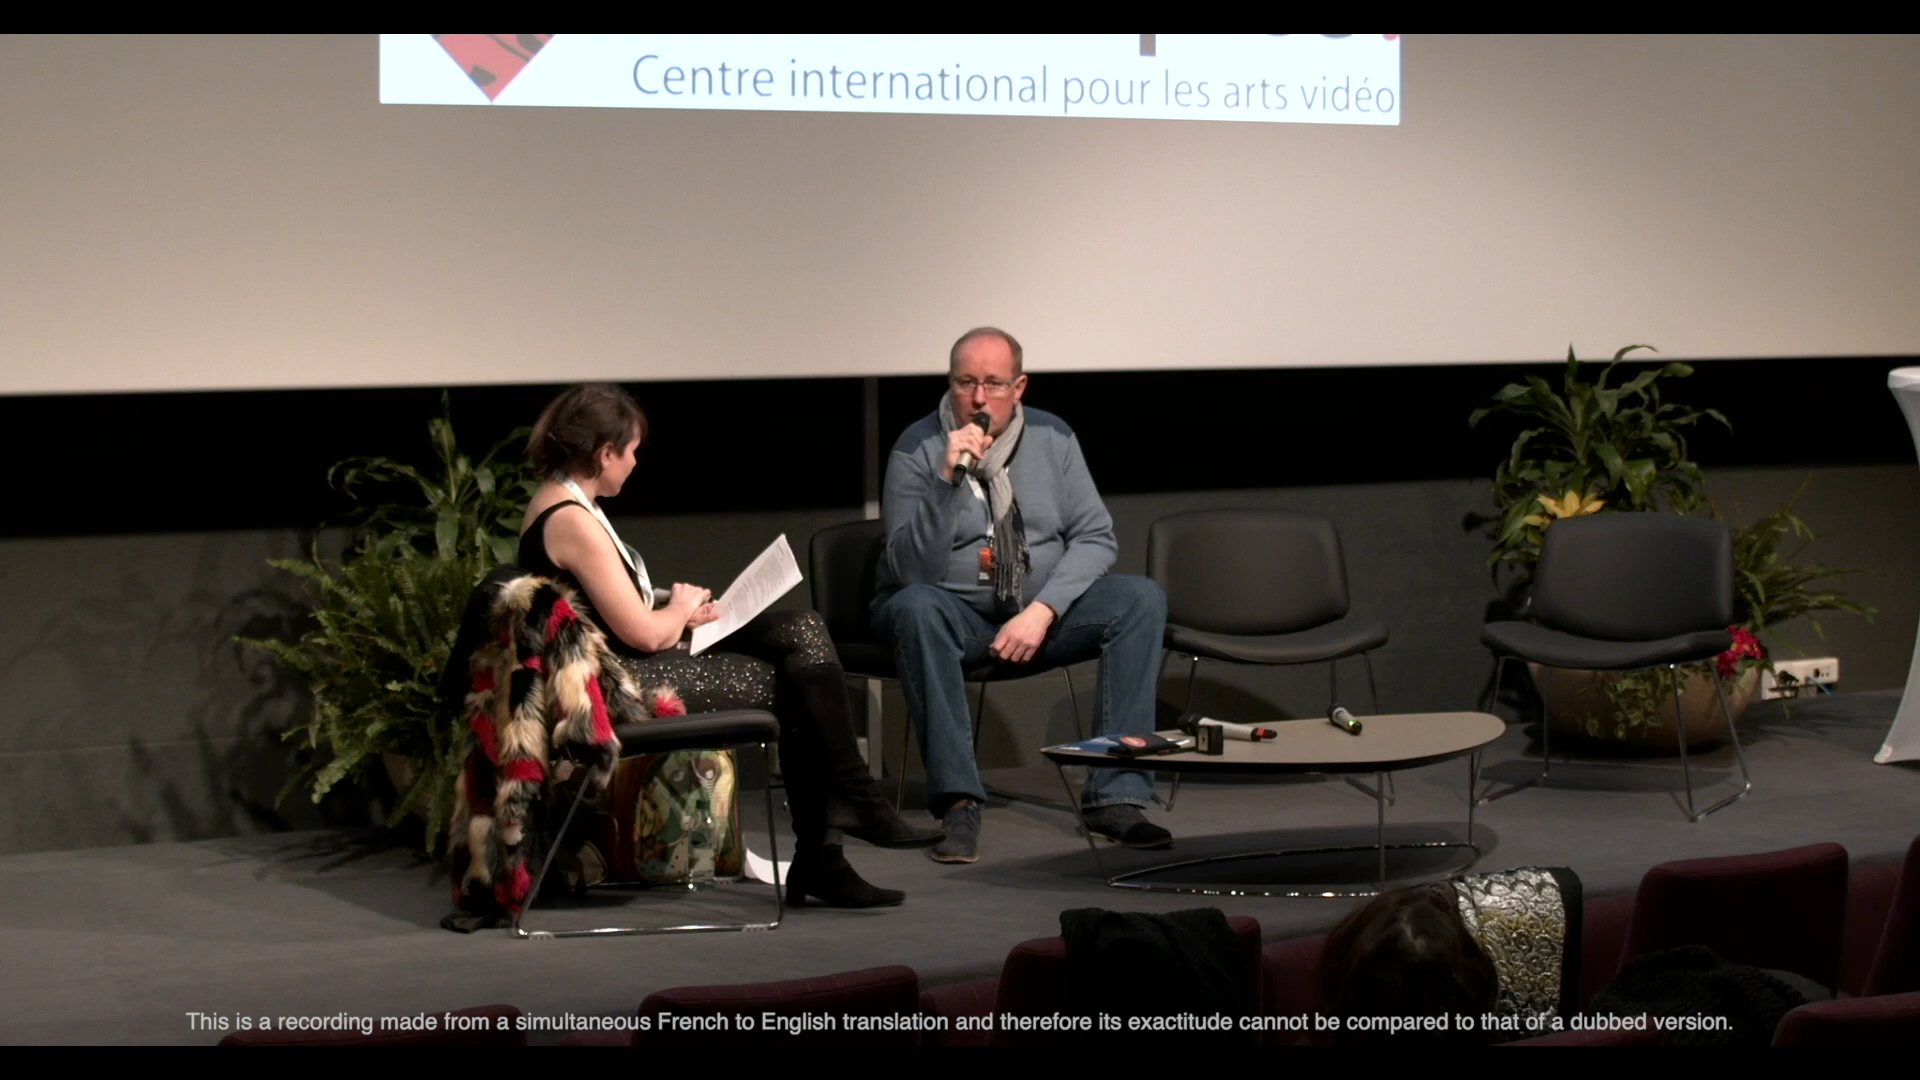 Centre international pour les arts vidéo
This is a recording made from a simultaneous French to English translation and therefore its exactitude cannot be compared to that of a dubbed version.